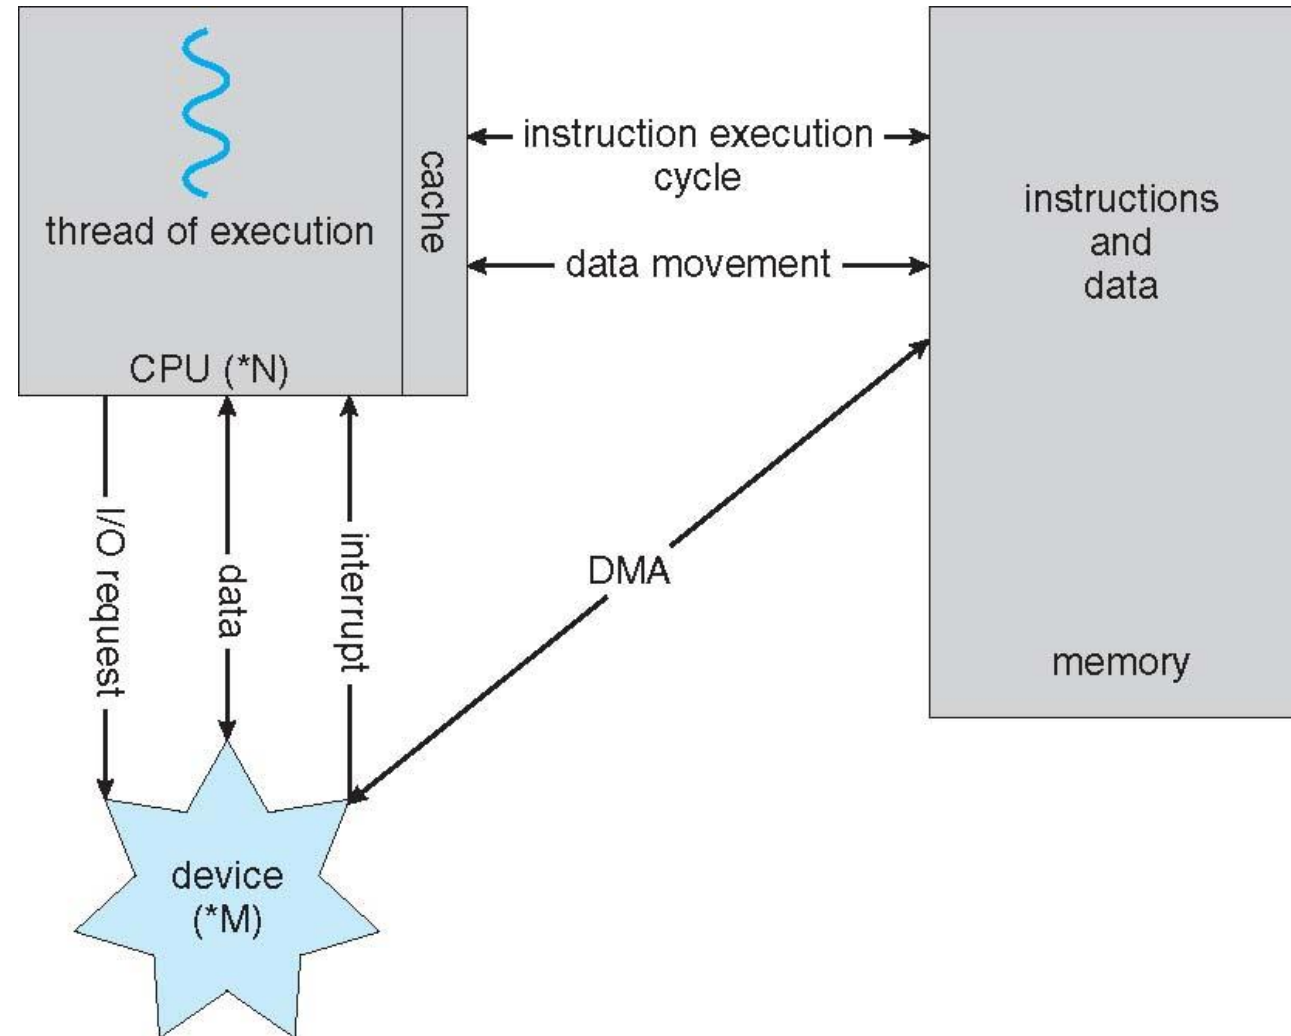 thread of execution
cache
CPU (*N)
instruction execution
cycle
data movement
instructions
and
data
memory
I/O request
data
interrupt
DMA
device
(*M)